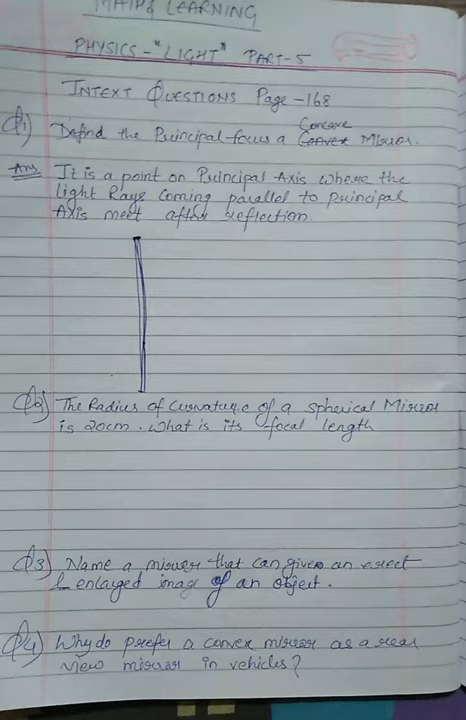 MATHS LEARNING
PHYSICS - "LIGHT" PART-5
INTEXT QUESTIONS Page - 168
Q1) Defind the Principal focus a Concave Convex Mirror.
Ans It is a point on Principal Axis where the
light Rays Coming parallel to principal
Axis meet after reflection.
Q2) The Radius of Curvature of a spherical Mirror
is 20cm. What is its focal length
Q3) Name a mirror that can given an erect
& enlarged image of an object.
Q4) Why do prefer a convex mirror as a rear
view mirror in vehicles?